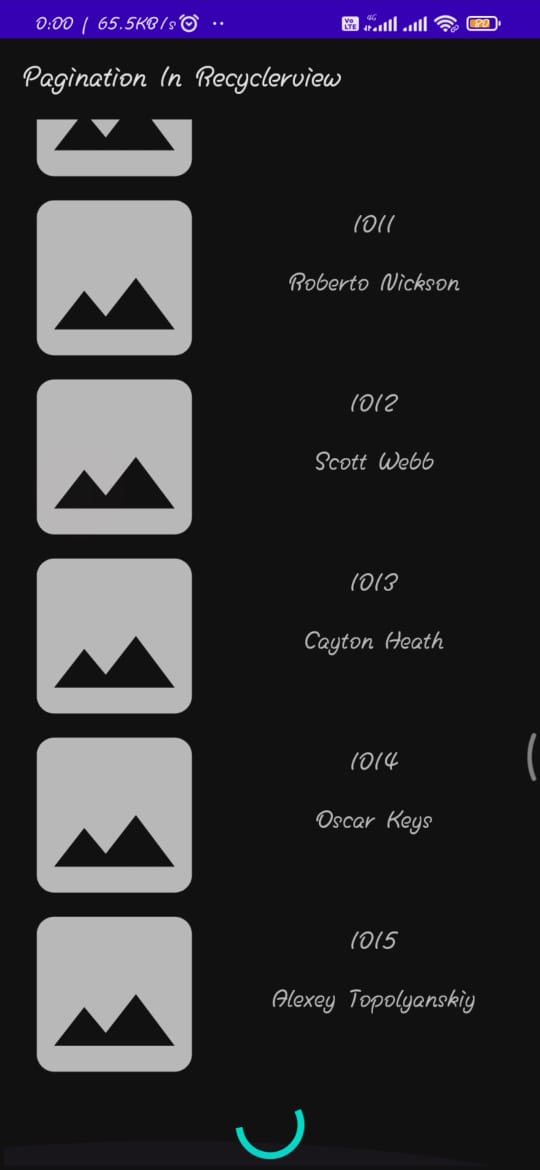 0:00 | 65.5KB/s ·· Vo LTE 4G 80
Pagination In Recyclerview
1011
Roberto Nickson
1012
Scott Webb
1013
Cayton Heath
1014
Oscar Keys
1015
Alexey Topolyanskiy